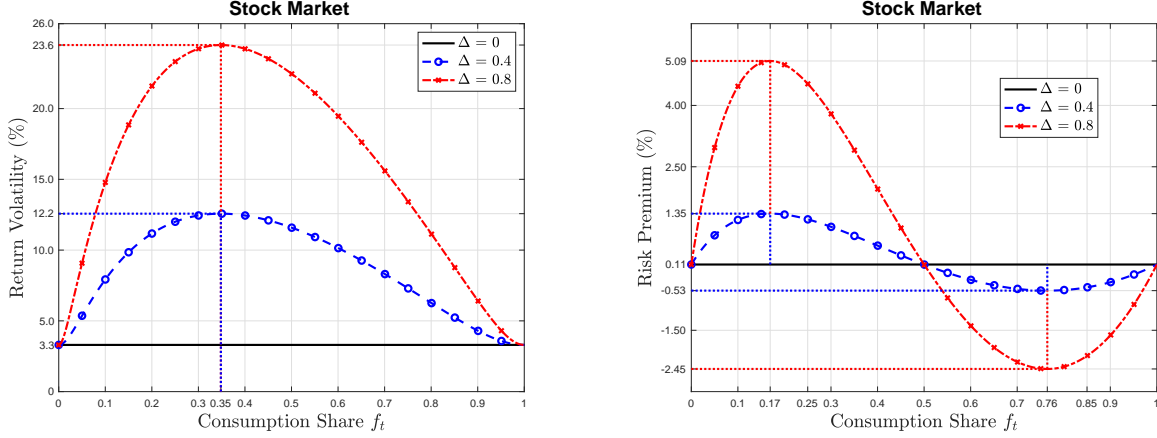 Stock Market
Return Volatility (%)
26.0
23.6
20.0
15.0
12.2
10.0
5.0
3.3
0
Δ = 0
Δ = 0.4
Δ = 0.8
0 0.1 0.2 0.3 0.35 0.4 0.5 0.6 0.7 0.8 0.9 1
Consumption Share f_t
Stock Market
Risk Premium (%)
5.09
4.00
2.50
1.35
0.11
-0.53
-1.50
-2.45
Δ = 0
Δ = 0.4
Δ = 0.8
0 0.1 0.17 0.25 0.3 0.4 0.5 0.6 0.7 0.76 0.85 0.9 1
Consumption Share f_t